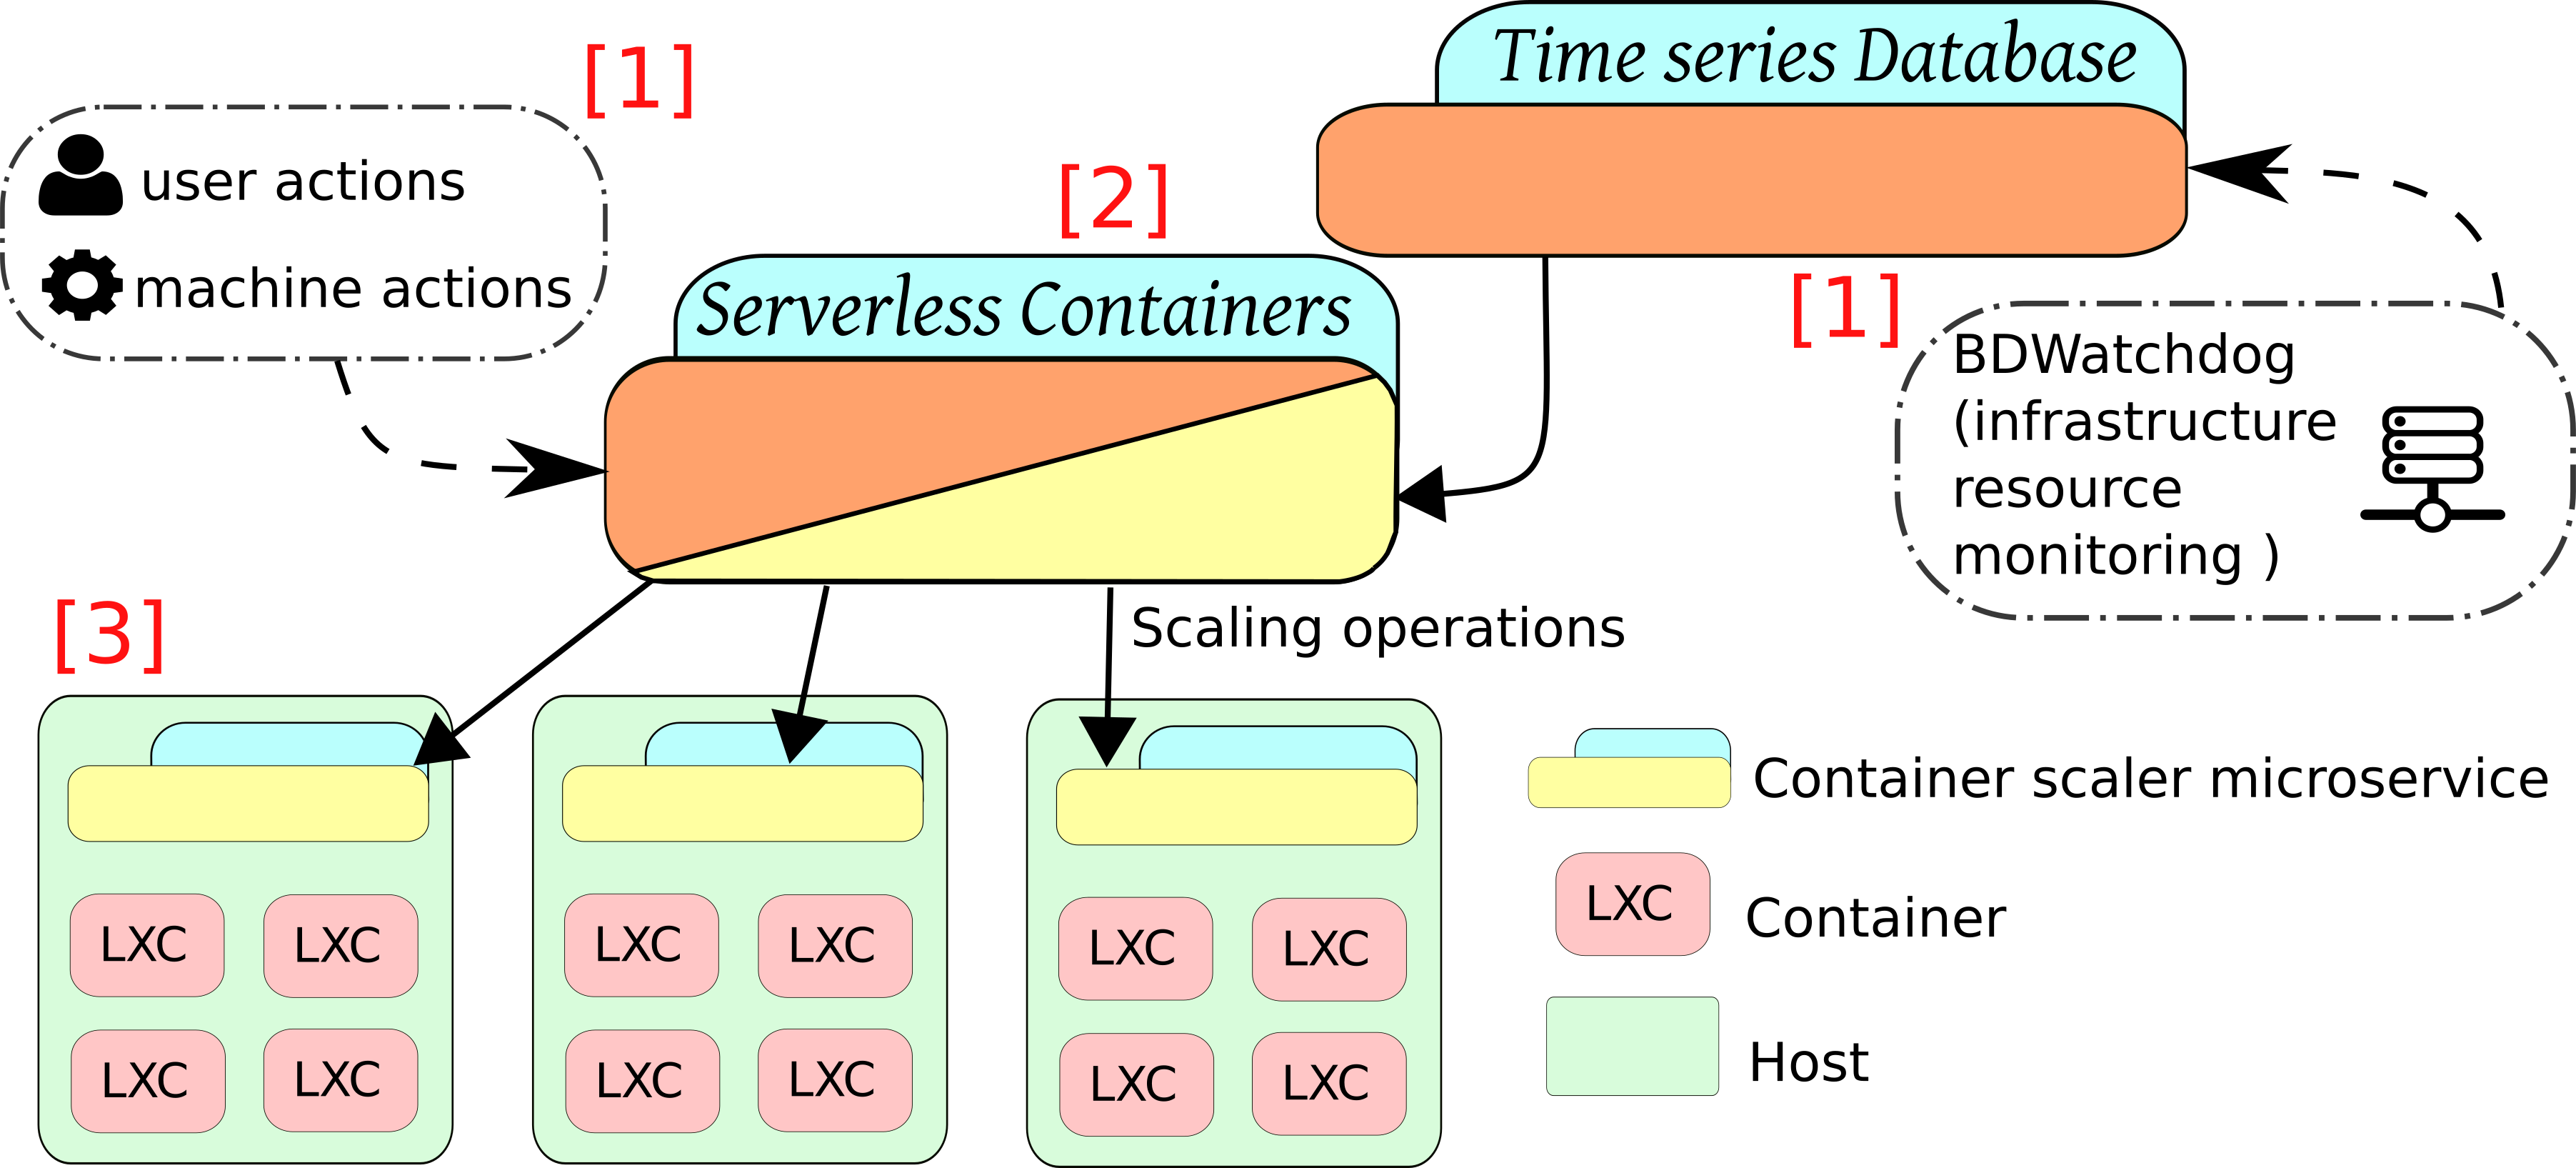 [1]
Time series Database
user actions
machine actions
[2]
Serverless Containers
[1]
BDWatchdog
(infrastructure
resource
monitoring )
Scaling operations
[3]
LXC LXC
LXC LXC
LXC LXC
LXC LXC
LXC LXC
LXC LXC
Container scaler microservice
LXC Container
Host